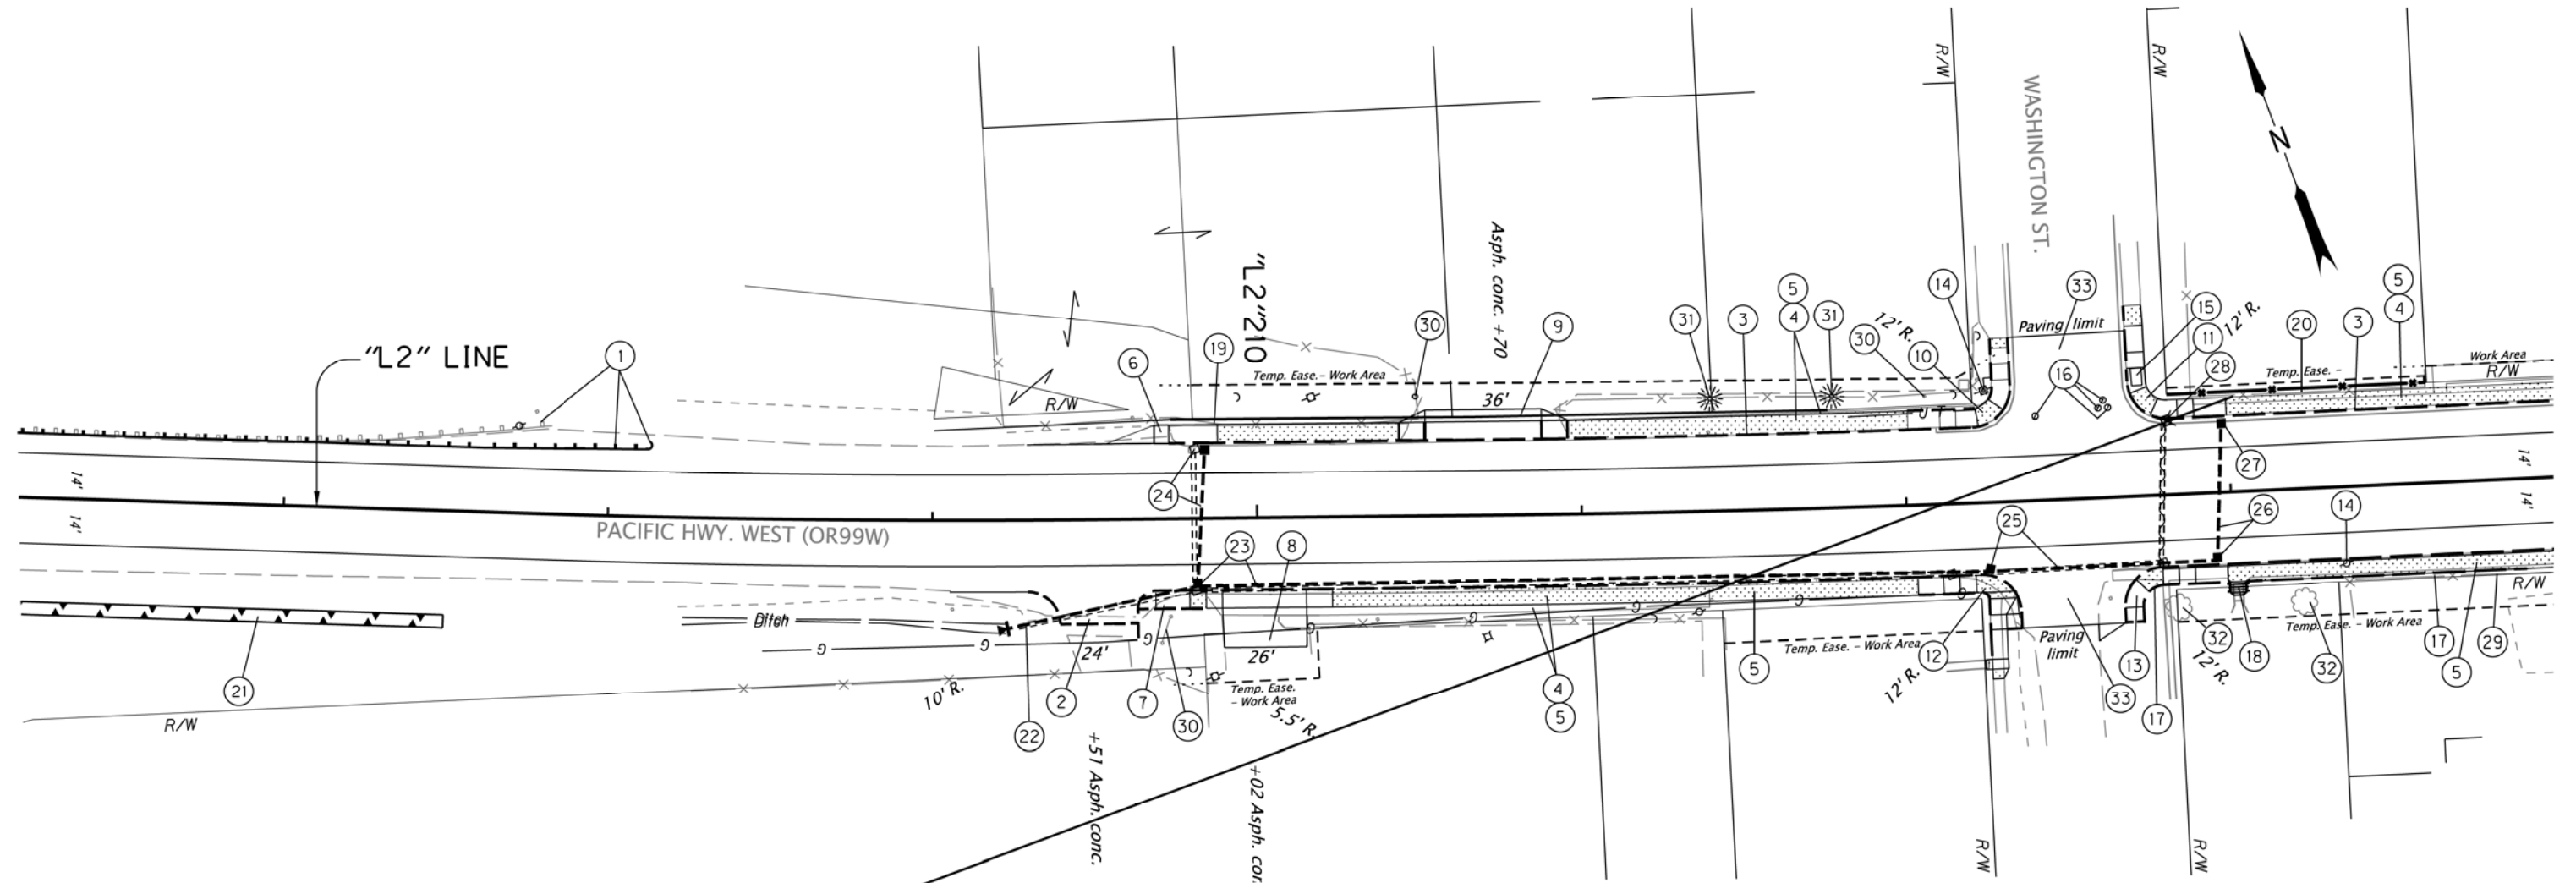 R/W
R/W
WASHINGTON ST.
N
"L2" LINE
1
"L2"210
Asph. conc. +70
6
19
30
9
31
3
5
4
31
30
12' R.
10
14
33
Paving limit
16
15
12' R.
11
28
20
3
5
4
Temp. Ease. – Work Area
Temp. Ease. –
Work Area
R/W
R/W
36'
27
14'
14'
24
PACIFIC HWY. WEST (OR99W)
23
8
25
26
14
14'
14'
Ditch
24'
26'
R/W
Temp. Ease. – Work Area
Paving
limit
Temp. Ease. – Work Area
R/W
21
10' R.
22
2
7
30
Temp. Ease.
– Work Area
5.5' R.
4
5
5
12' R.
12
33
13
17
12' R.
32
18
32
17
5
29
+51 Asph. conc.
+02 Asph. con
R/W
R/W